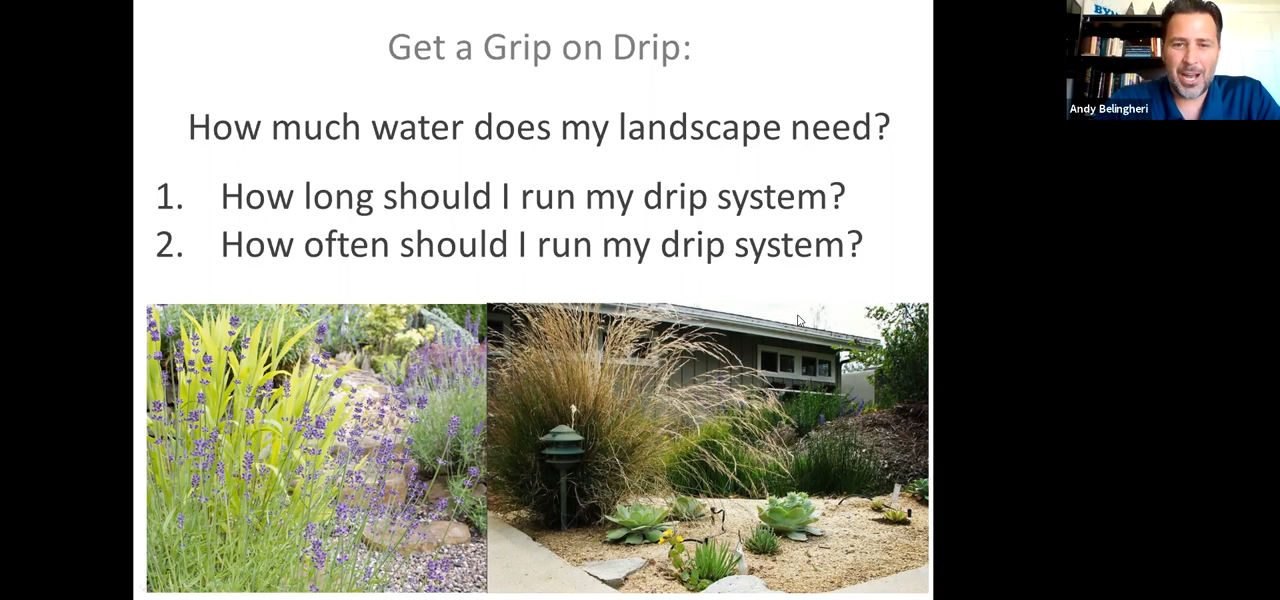 Get a Grip on Drip:
How much water does my landscape need?
1. How long should I run my drip system?
2. How often should I run my drip system?
BY
Andy Belingheri